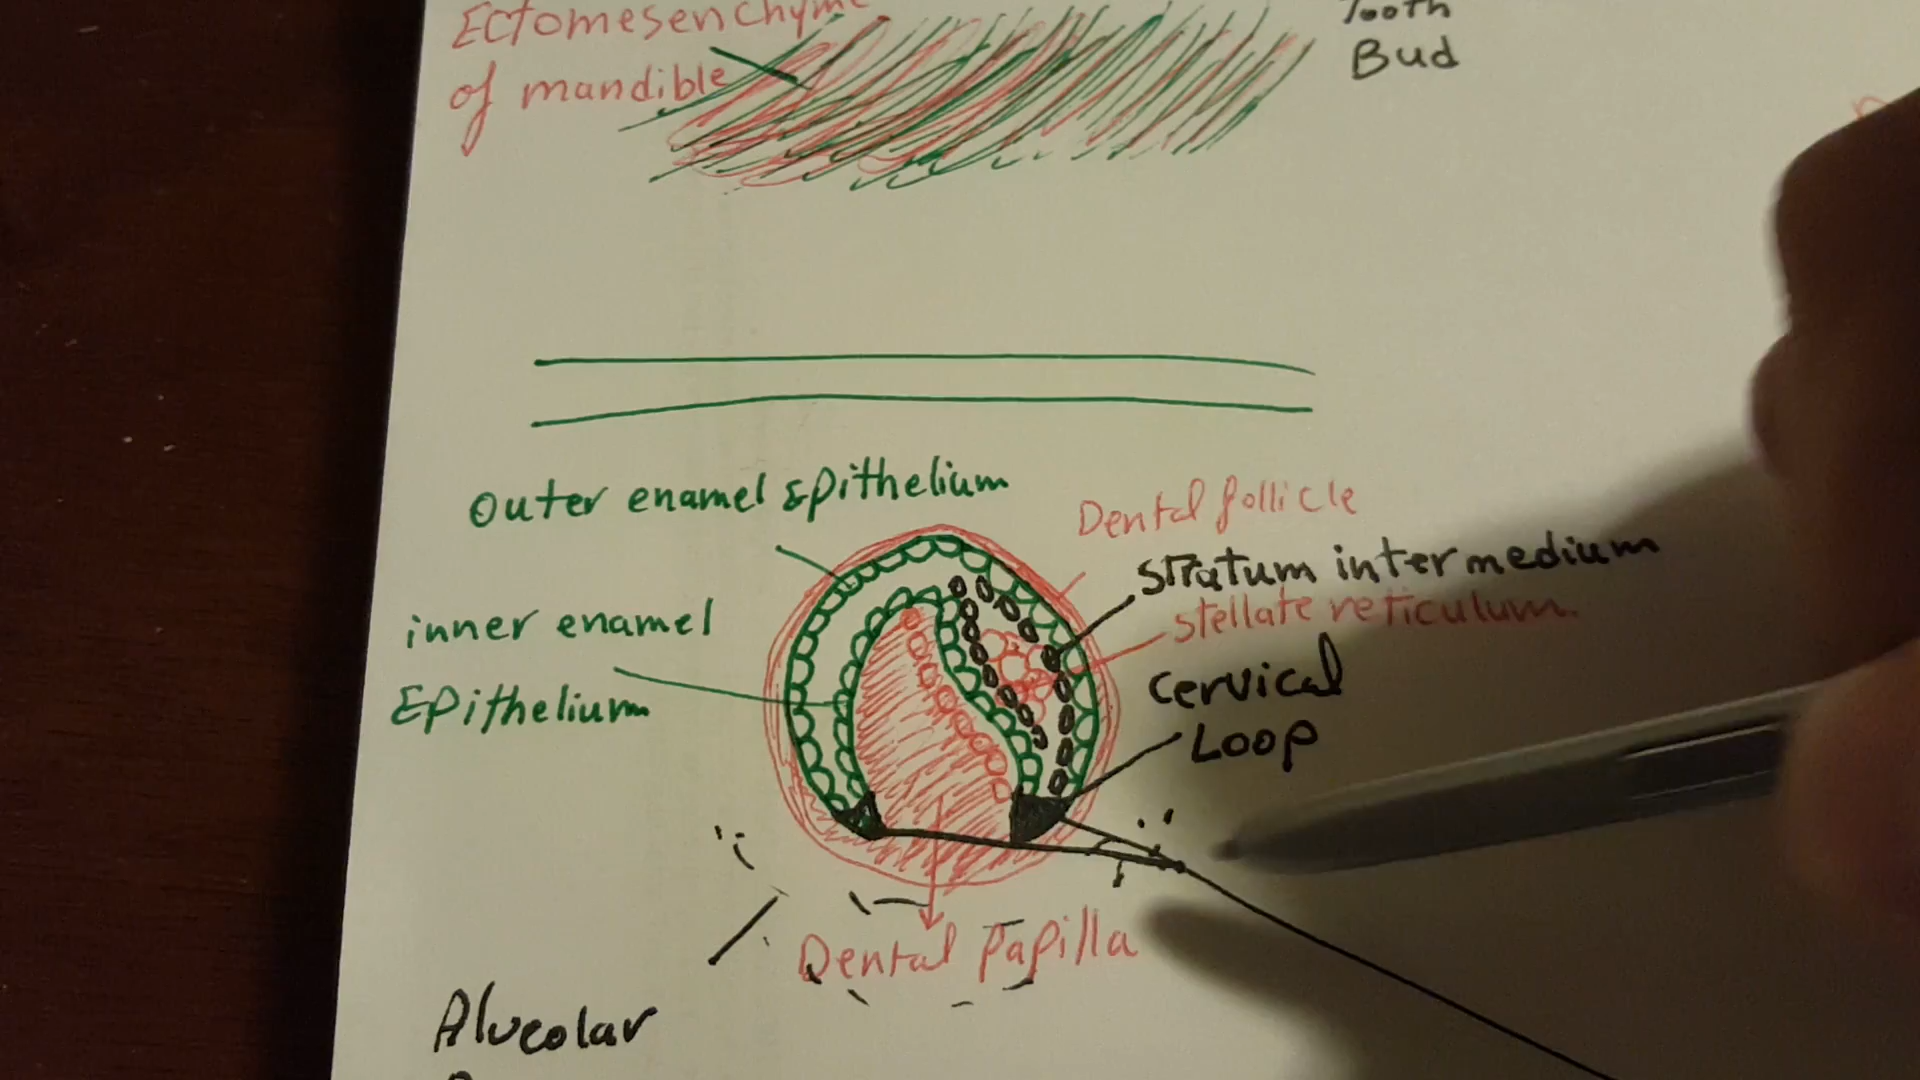 Ectomesenchyme
of mandible
Tooth
Bud
Outer enamel Epithelium
Dental follicle
Stratum intermedium
stellate reticulum.
inner enamel
Epithelium
Cervical
Loop
Dental Papilla
Alveolar